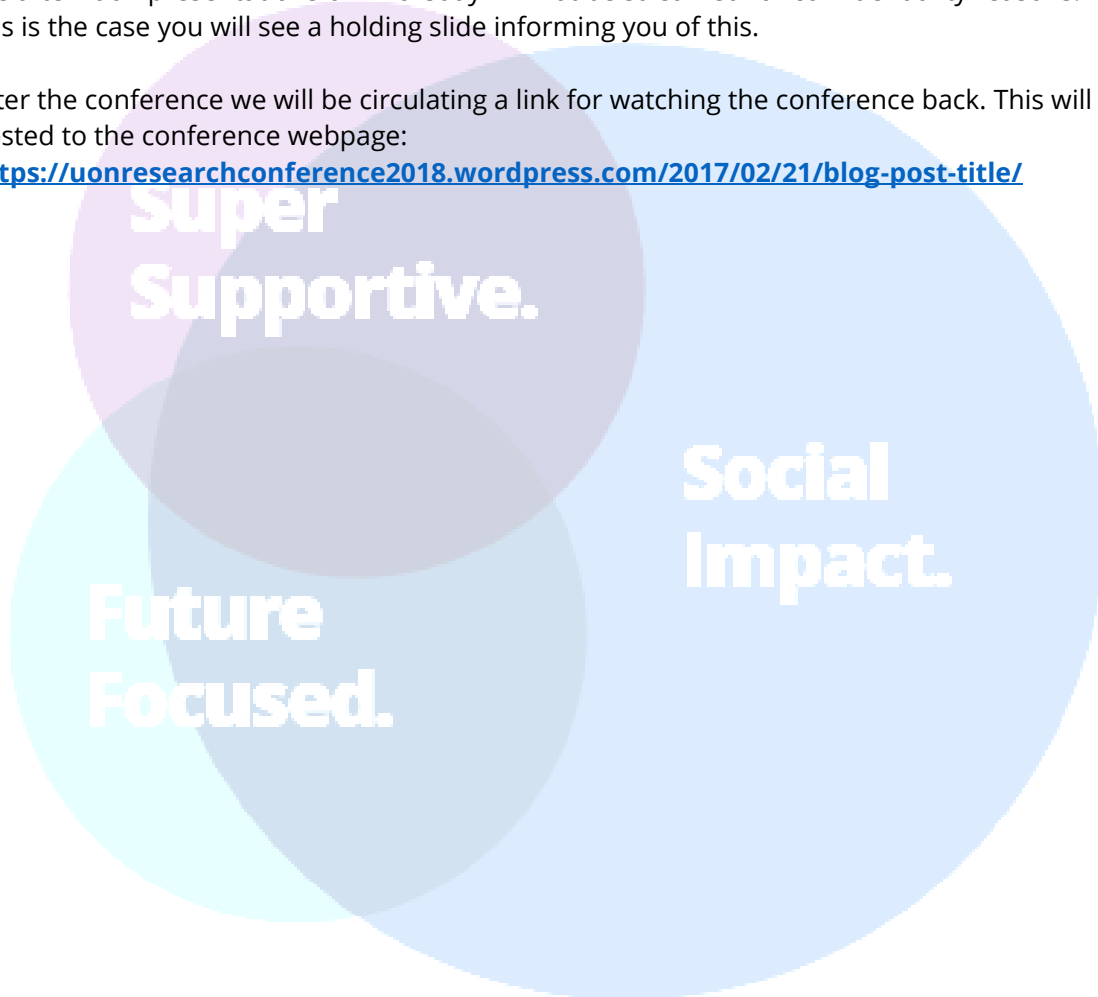 is is the case you will see a holding slide informing you of this.
ter the conference we will be circulating a link for watching the conference back. This will
sted to the conference webpage:
tps://uonresearchconference2018.wordpress.com/2017/02/21/blog-post-title/
Super
Supportive.
Social
Impact.
Future
Focused.